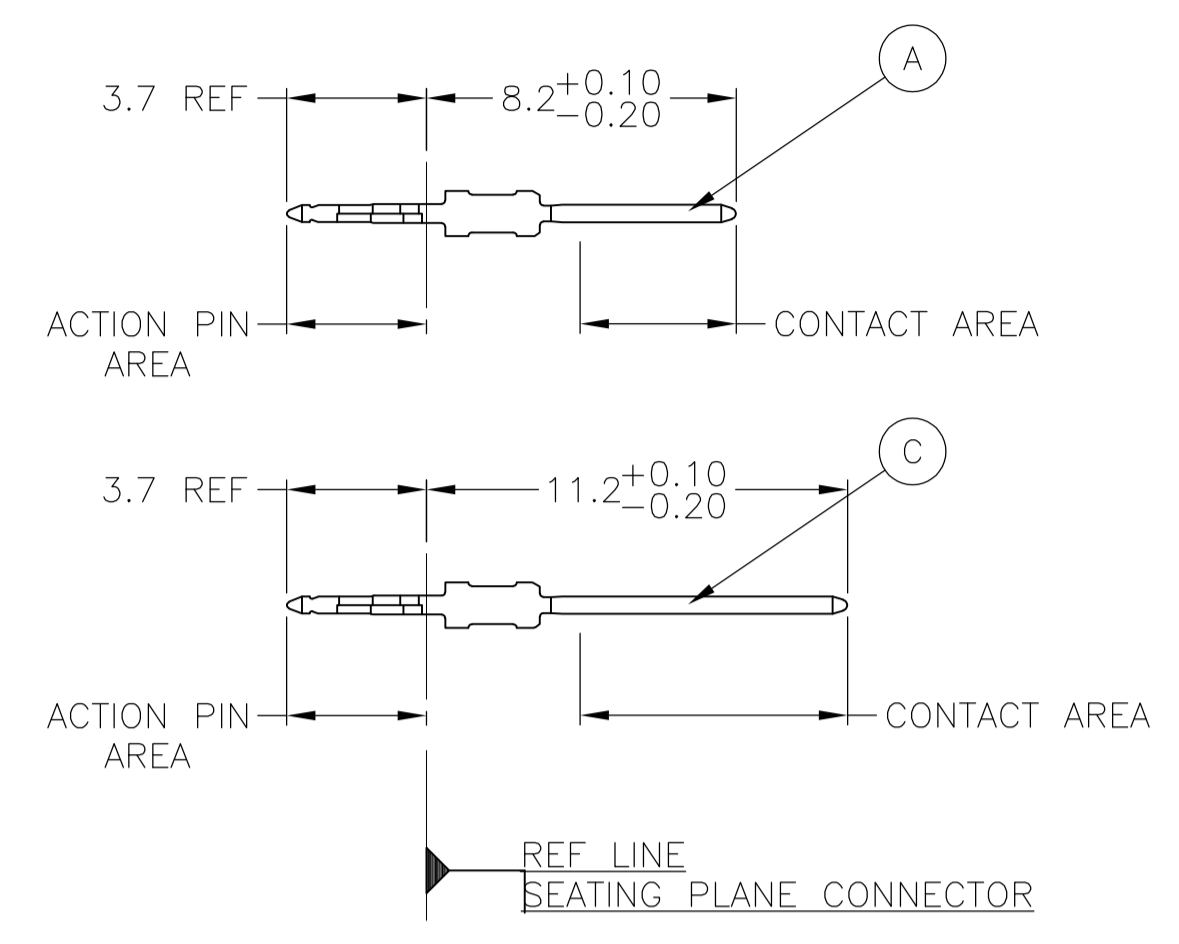 A
3.7 REF
8.2 +0.10 −0.20
ACTION PIN AREA
CONTACT AREA
C
3.7 REF
11.2 +0.10 −0.20
ACTION PIN AREA
CONTACT AREA
REF LINE
SEATING PLANE CONNECTOR